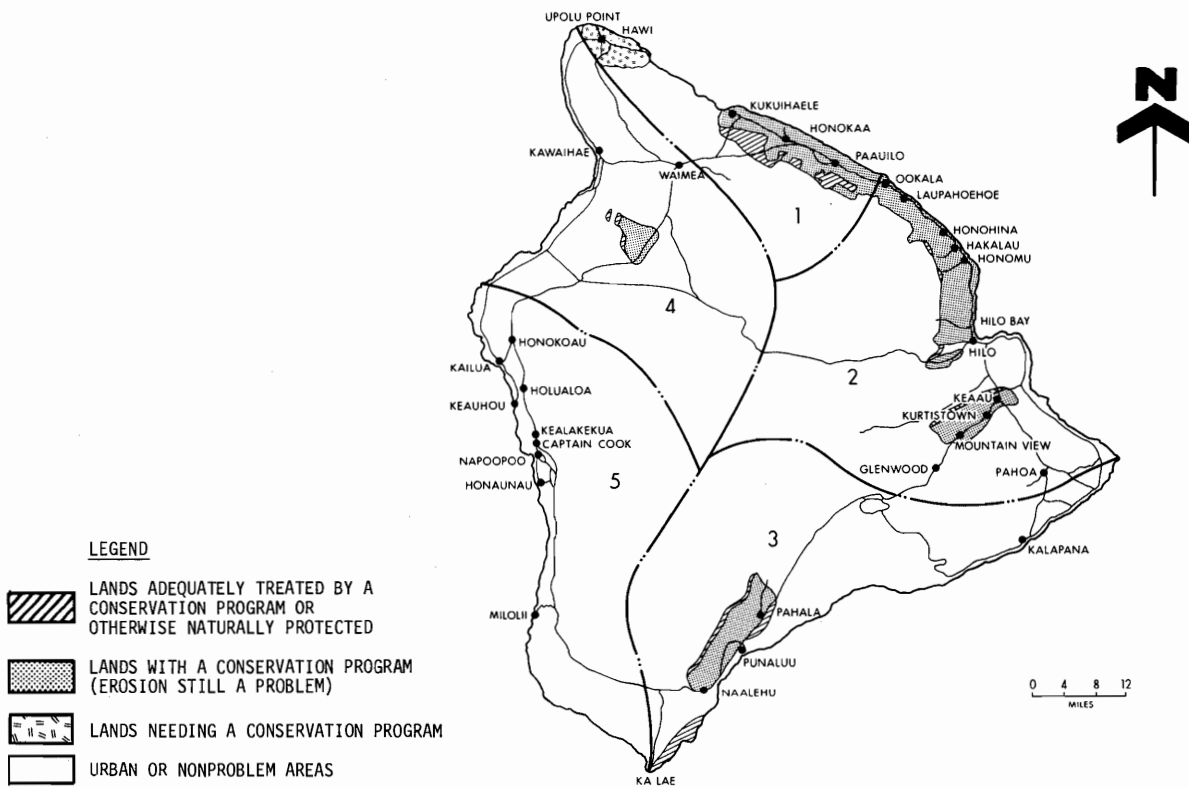 UPOLU POINT
HAWI
N
KUKUIHAELE
HONOKAA
KAWAIHAE
PAAUILO
WAIMEA
OOKALA
LAUPAHOEHOE
1
HONOHINA
HAKALAU
HONOMU
4
HILO BAY
HONOKOAU
HILO
KAILUA
2
HOLUALOA
KEAAU
KEAUHOU
KURTISTOWN
KEALAKEKUA
CAPTAIN COOK
MOUNTAIN VIEW
NAPOOPOO
GLENWOOD
PAHOA
HONAUNAU
5
3
KALAPANA
LEGEND
LANDS ADEQUATELY TREATED BY A
CONSERVATION PROGRAM OR
OTHERWISE NATURALLY PROTECTED
MILOLII
PAHALA
PUNALUU
LANDS WITH A CONSERVATION PROGRAM
(EROSION STILL A PROBLEM)
NAALEHU
0 4 8 12
MILES
LANDS NEEDING A CONSERVATION PROGRAM
URBAN OR NONPROBLEM AREAS
KA LAE